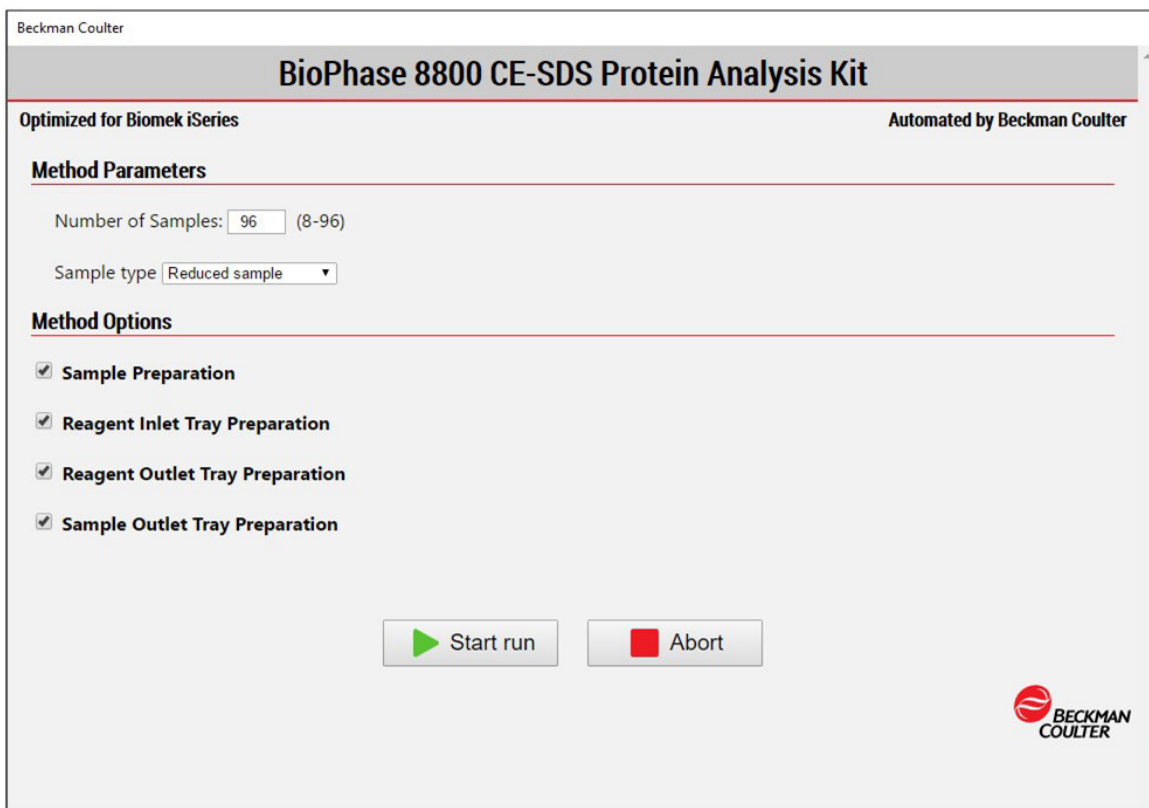 Beckman Coulter
BioPhase 8800 CE-SDS Protein Analysis Kit
Optimized for Biomek iSeries Automated by Beckman Coulter
Method Parameters
Number of Samples: 96 (8-96)
Sample type Reduced sample
Method Options
Sample Preparation
Reagent Inlet Tray Preparation
Reagent Outlet Tray Preparation
Sample Outlet Tray Preparation
Start run Abort
BECKMAN
COULTER